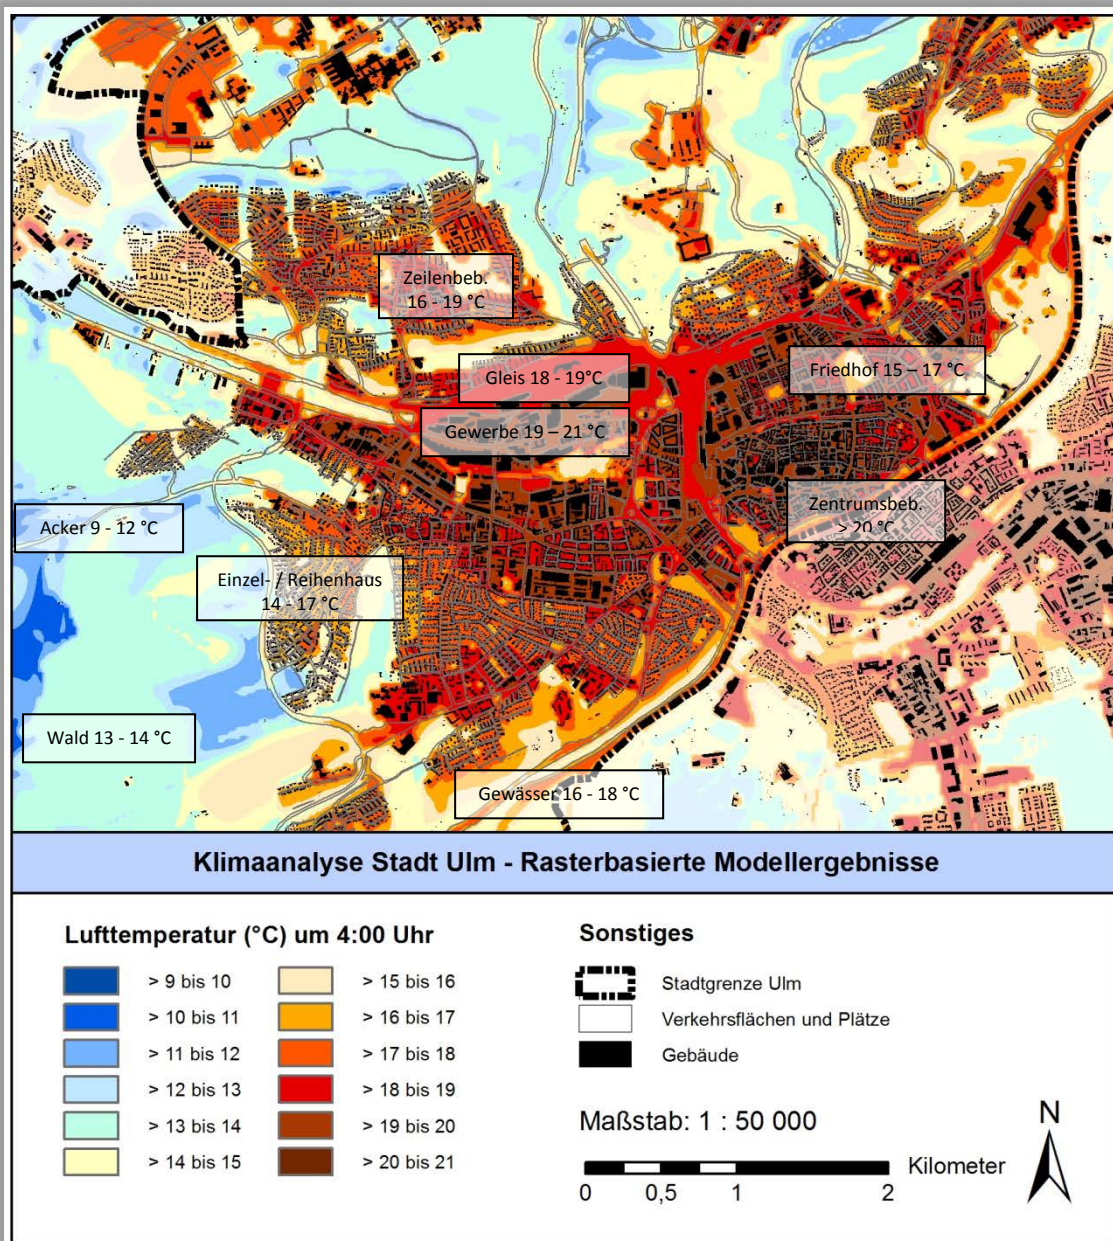 Zeilenbeb.
16 - 19 °C
Gleis 18 - 19°C
Friedhof 15 – 17 °C
Gewerbe 19 – 21 °C
Zentrumsbeb.
> 20 °C
Acker 9 - 12 °C
Einzel- / Reihenhaus
14 - 17 °C
Wald 13 - 14 °C
Gewässer 16 - 18 °C
Klimaanalyse Stadt Ulm - Rasterbasierte Modellergebnisse
Lufttemperatur (°C) um 4:00 Uhr
> 9 bis 10
> 10 bis 11
> 11 bis 12
> 12 bis 13
> 13 bis 14
> 14 bis 15
> 15 bis 16
> 16 bis 17
> 17 bis 18
> 18 bis 19
> 19 bis 20
> 20 bis 21
Sonstiges
Stadtgrenze Ulm
Verkehrsflächen und Plätze
Gebäude
Maßstab: 1 : 50 000
N
Kilometer
0 0,5 1 2